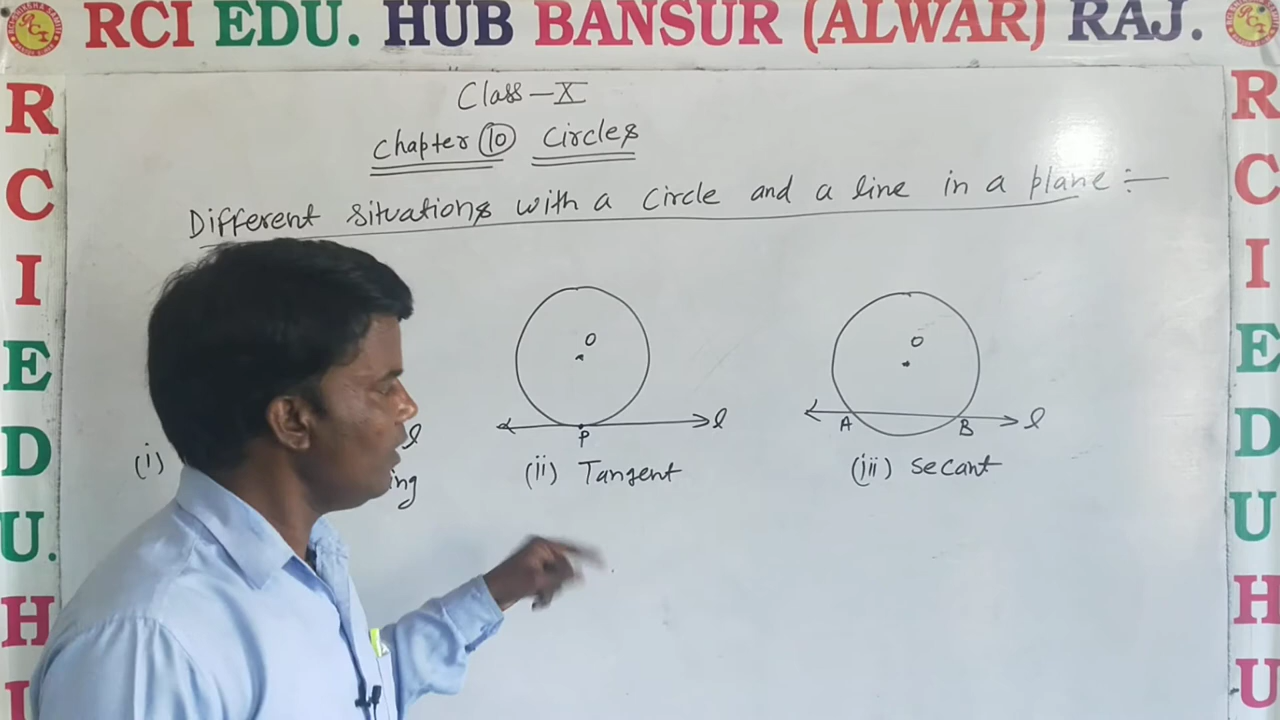 RCI EDU. HUB BANSUR (ALWAR) RAJ.
R
C
I
E
D
U.
H
R
C
I
E
D
U
H
U
Class-X
Chapter 10 Circles
Different situations with a circle and a line in a plane :-
O
O
l
P
l
A
B
l
(i)
ing
(ii) Tangent
(iii) secant